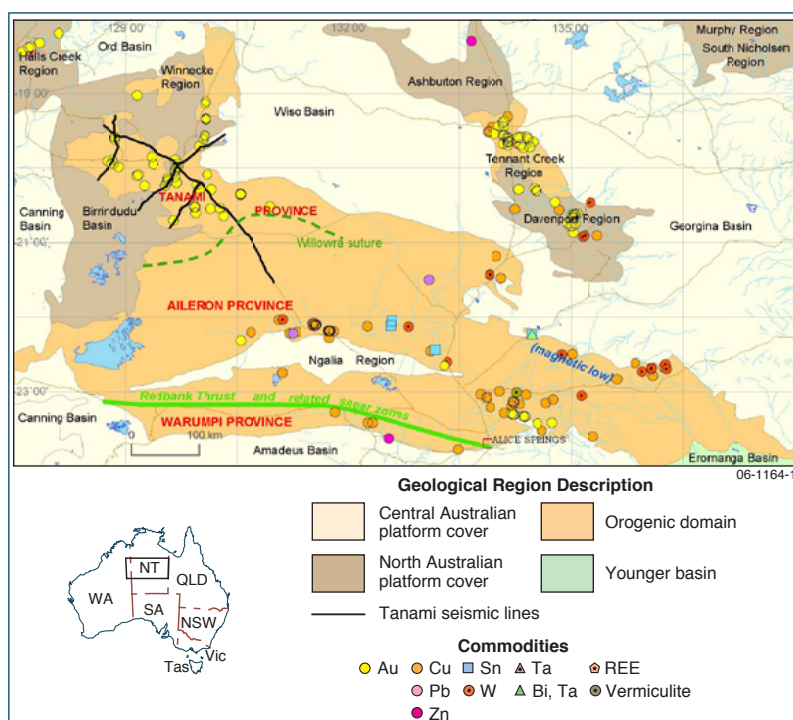 129°00'
132°00'
135°00'
Ord Basin
Halls Creek
Region
Winnecke
Region
Murphy Region
South Nicholsen
Region
Ashburton Region
-19°00'
Wiso Basin
Tennant Creek
Region
TANAMI
PROVINCE
Canning
Basin
Birrindudu
Basin
Davenport Region
Georgina Basin
-21°00'
Willowra suture
AILERON PROVINCE
Ngalia Region
(magnetic low)
-23°00'
Redbank Thrust and related shear zones
Canning Basin
WARUMPI PROVINCE
0 100 km
Amadeus Basin
ALICE SPRINGS
Eromanga Basin
06-1164-1
Geological Region Description
Central Australian
platform cover
Orogenic domain
North Australian
platform cover
Younger basin
Tanami seismic lines
NT
QLD
WA
SA
NSW
Vic
Tas
Commodities
Au Cu Sn Ta REE
Pb W Bi, Ta Vermiculite
Zn